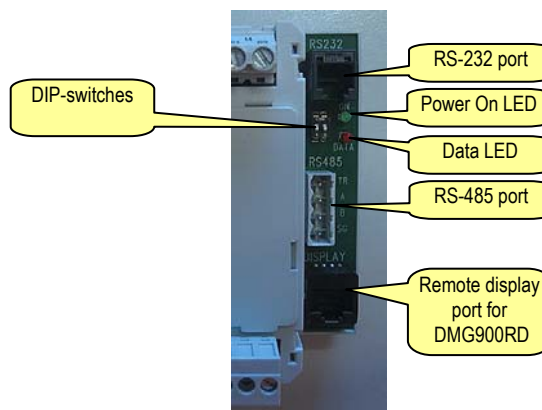 RS232
RS-232 port
ON
Power On LED
DIP-switches
DATA
Data LED
RS485
TR
A
B
SG
RS-485 port
DISPLAY
Remote display
port for
DMG900RD